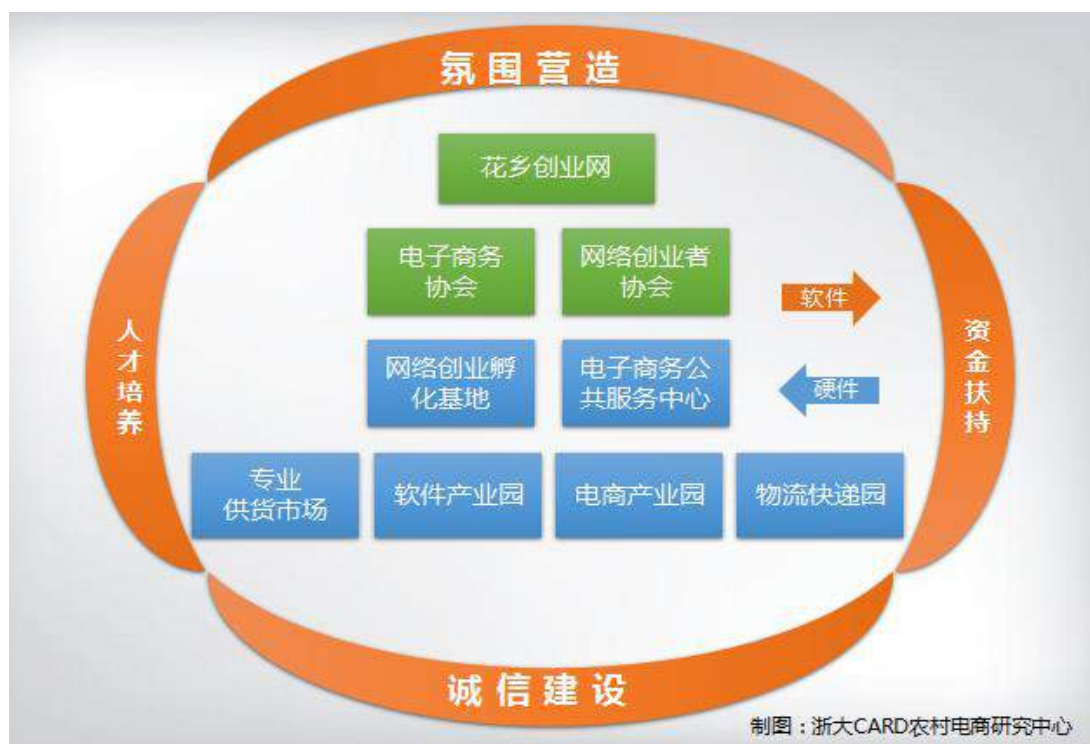 氛围营造
花乡创业网
电子商务
协会
网络创业者
协会
软件
人才培养
资金扶持
网络创业孵
化基地
电子商务公
共服务中心
硬件
专业
供货市场
软件产业园
电商产业园
物流快递园
诚信建设
制图：浙大CARD农村电商研究中心